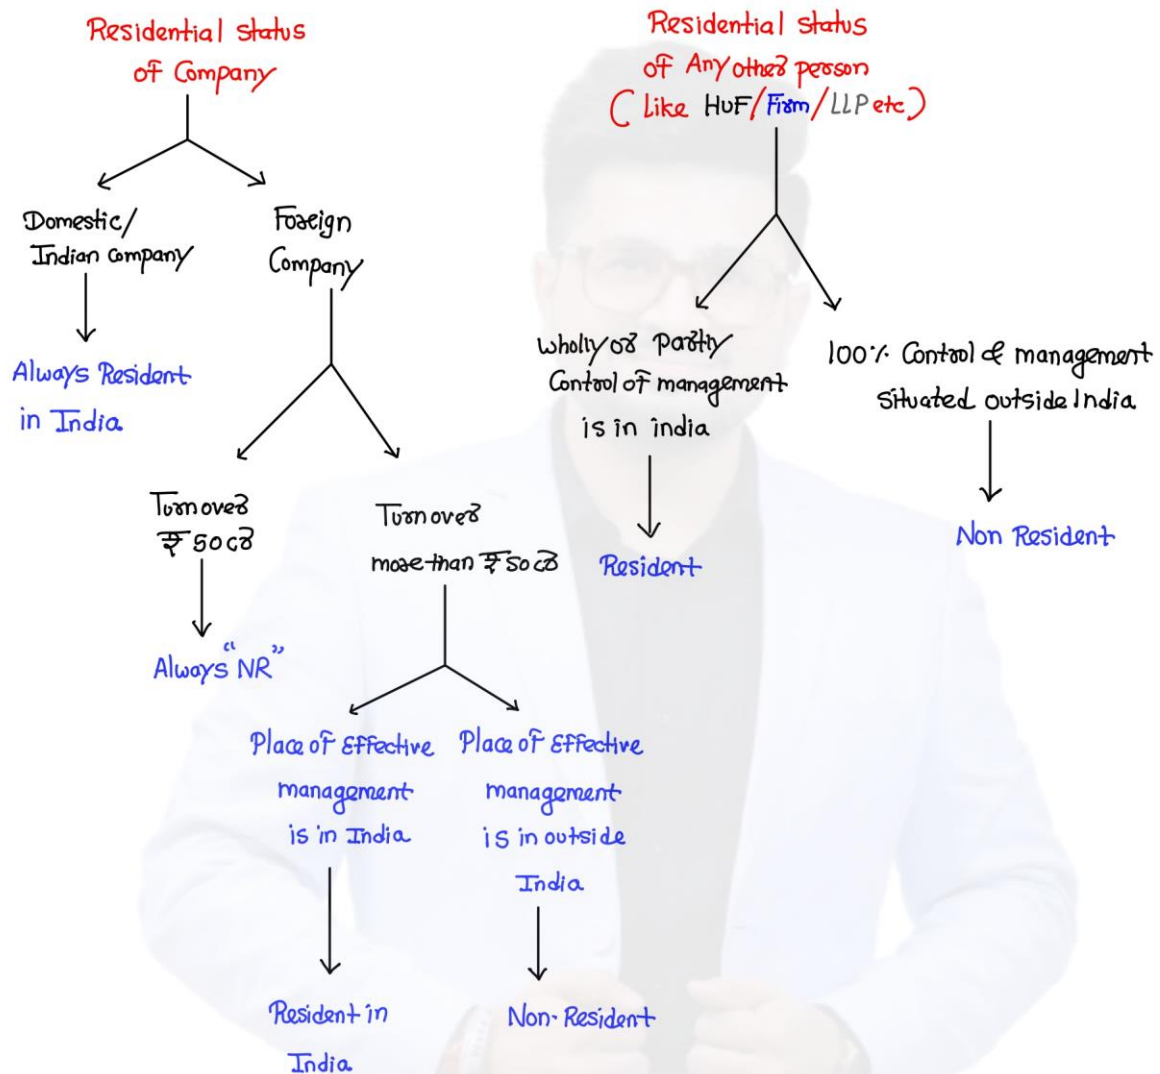 Residential status
of Company
Domestic/
Indian company
Always Resident
in India
Foreign
Company
Turnover
₹ 50 cr
Always "NR"
Turnover
more than ₹ 50 cr
Place of Effective
management
is in India
Resident in
India
Place of Effective
management
is in outside
India
Non-Resident
Residential status
of Any other person
(Like HUF/Firm/LLP etc)
wholly or Partly
Control of management
is in india
Resident
100% Control & management
situated outside India
Non Resident